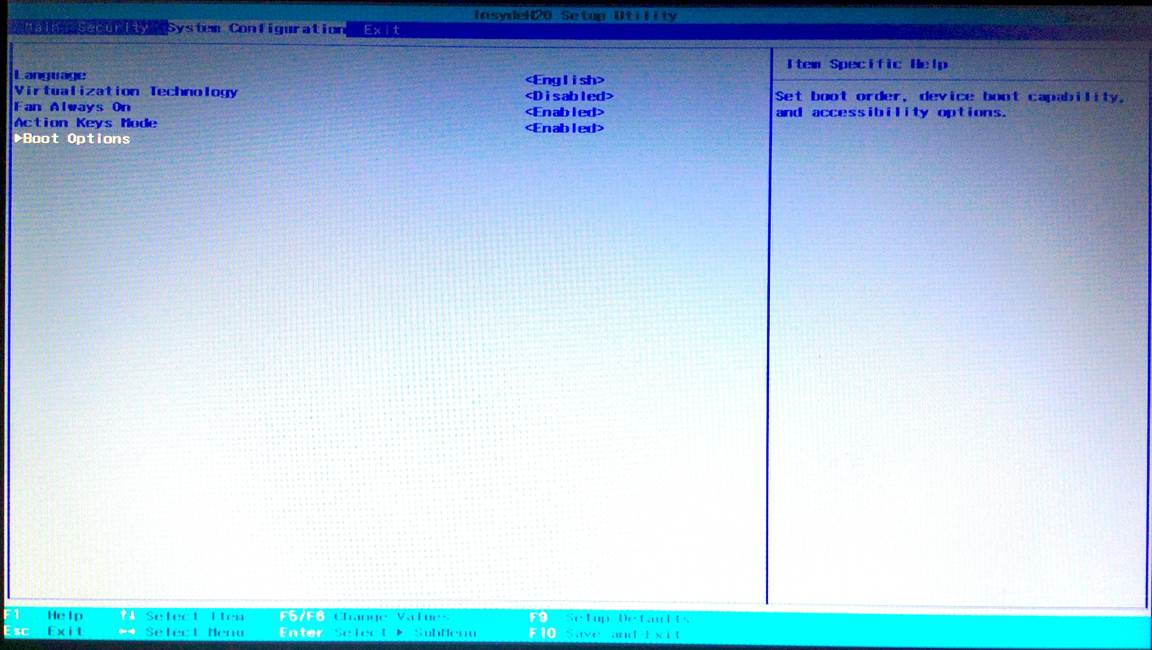 InsydeH20 Setup Utility
Main Security System Configuration Exit
Language <English>
Virtualization Technology <Disabled>
Fan Always On <Enabled>
Action Keys Mode <Enabled>
▶Boot Options
Item Specific Help
Set boot order, device boot capability,
and accessibility options.
F1 Help ↑↓ Select Item F5/F6 Change Values F9 Setup Defaults
Esc Exit ←→ Select Menu Enter Select ▶ SubMenu F10 Save and Exit